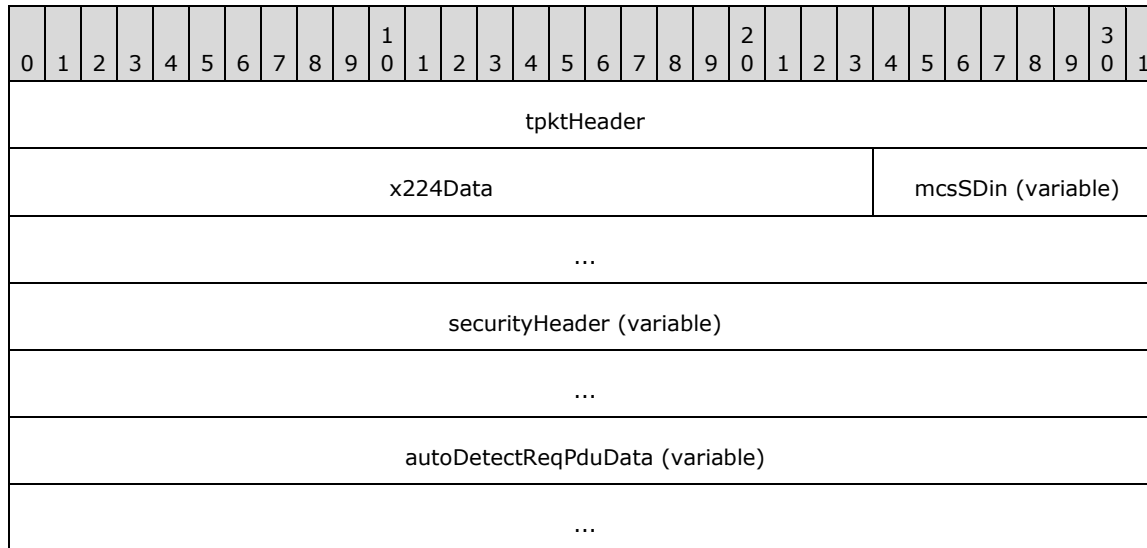 1 2 3
0 1 2 3 4 5 6 7 8 9 0 1 2 3 4 5 6 7 8 9 0 1 2 3 4 5 6 7 8 9 0 1
tpktHeader
x224Data mcsSDin (variable)
...
securityHeader (variable)
...
autoDetectReqPduData (variable)
...